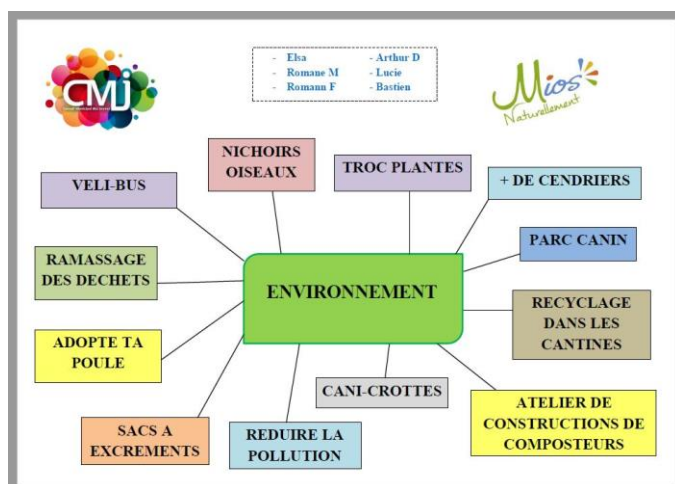 CMJ
- Elsa
- Romane M
- Romann F
- Arthur D
- Lucie
- Bastien
Mios
Naturellement
VELI-BUS
NICHOIRS
OISEAUX
TROC PLANTES
+ DE CENDRIERS
RAMASSAGE
DES DECHETS
ENVIRONNEMENT
PARC CANIN
ADOPTE TA
POULE
RECYCLAGE
DANS LES
CANTINES
SACS A
EXCREMENTS
REDUIRE LA
POLLUTION
CANI-CROTTES
ATELIER DE
CONSTRUCTIONS DE
COMPOSTEURS